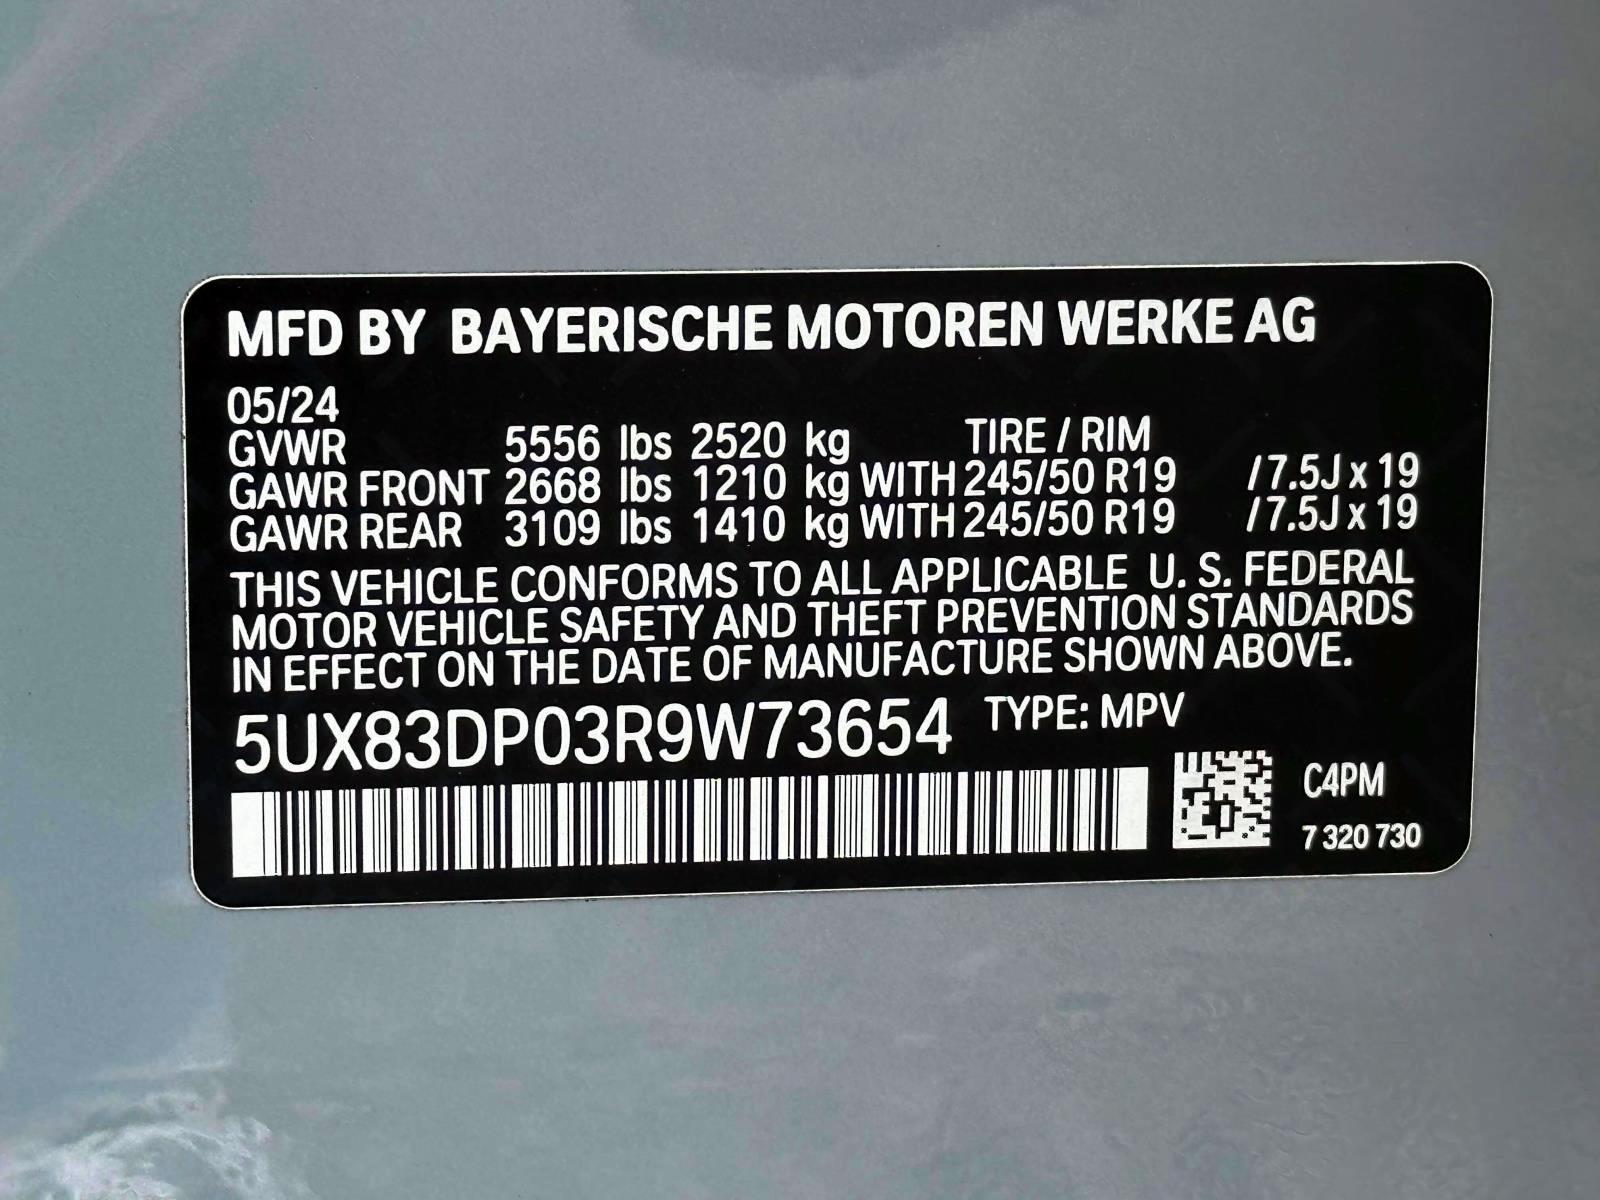 MFD BY BAYERISCHE MOTOREN WERKE AG
05/24
GVWR 5556 lbs 2520 kg TIRE / RIM
GAWR FRONT 2668 lbs 1210 kg WITH 245/50 R19 / 7.5J x 19
GAWR REAR 3109 lbs 1410 kg WITH 245/50 R19 / 7.5J x 19
THIS VEHICLE CONFORMS TO ALL APPLICABLE U. S. FEDERAL
MOTOR VEHICLE SAFETY AND THEFT PREVENTION STANDARDS
IN EFFECT ON THE DATE OF MANUFACTURE SHOWN ABOVE.
5UX83DP03R9W73654 TYPE: MPV
C4PM
7 320 730